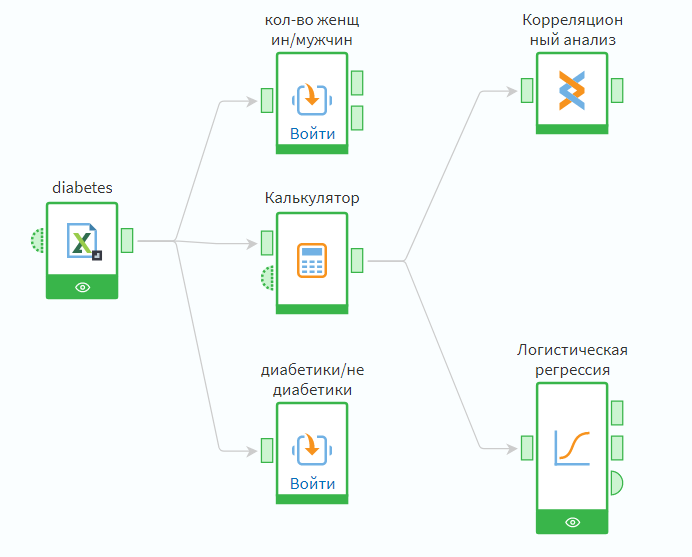 кол-во женщ
ин/мужчин
Войти
Корреляцион
ный анализ
diabetes
Калькулятор
диабетики/не
диабетики
Войти
Логистическая
регрессия